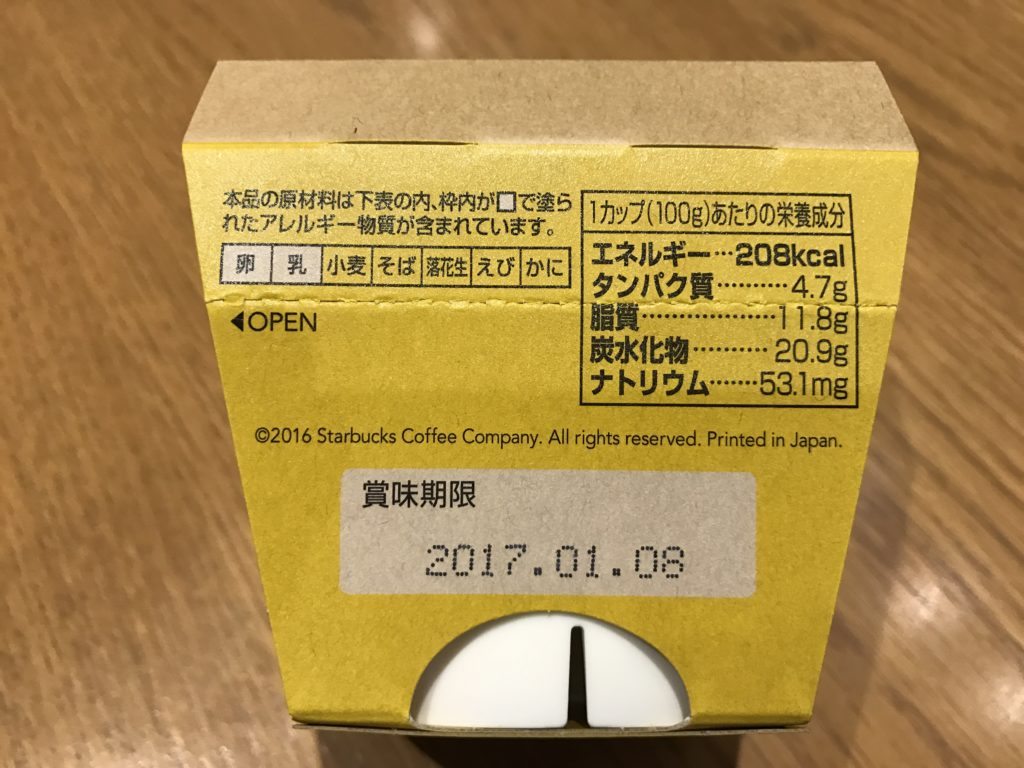 本品の原材料は下表の内、枠内が□で塗ら
れたアレルギー物質が含まれています。
卵 乳 小麦 そば 落花生 えび かに
◀OPEN
1カップ(100g)あたりの栄養成分
エネルギー…208kcal
タンパク質………4.7g
脂質………………11.8g
炭水化物………20.9g
ナトリウム……53.1mg
©2016 Starbucks Coffee Company. All rights reserved. Printed in Japan.
賞味期限
2017.01.08